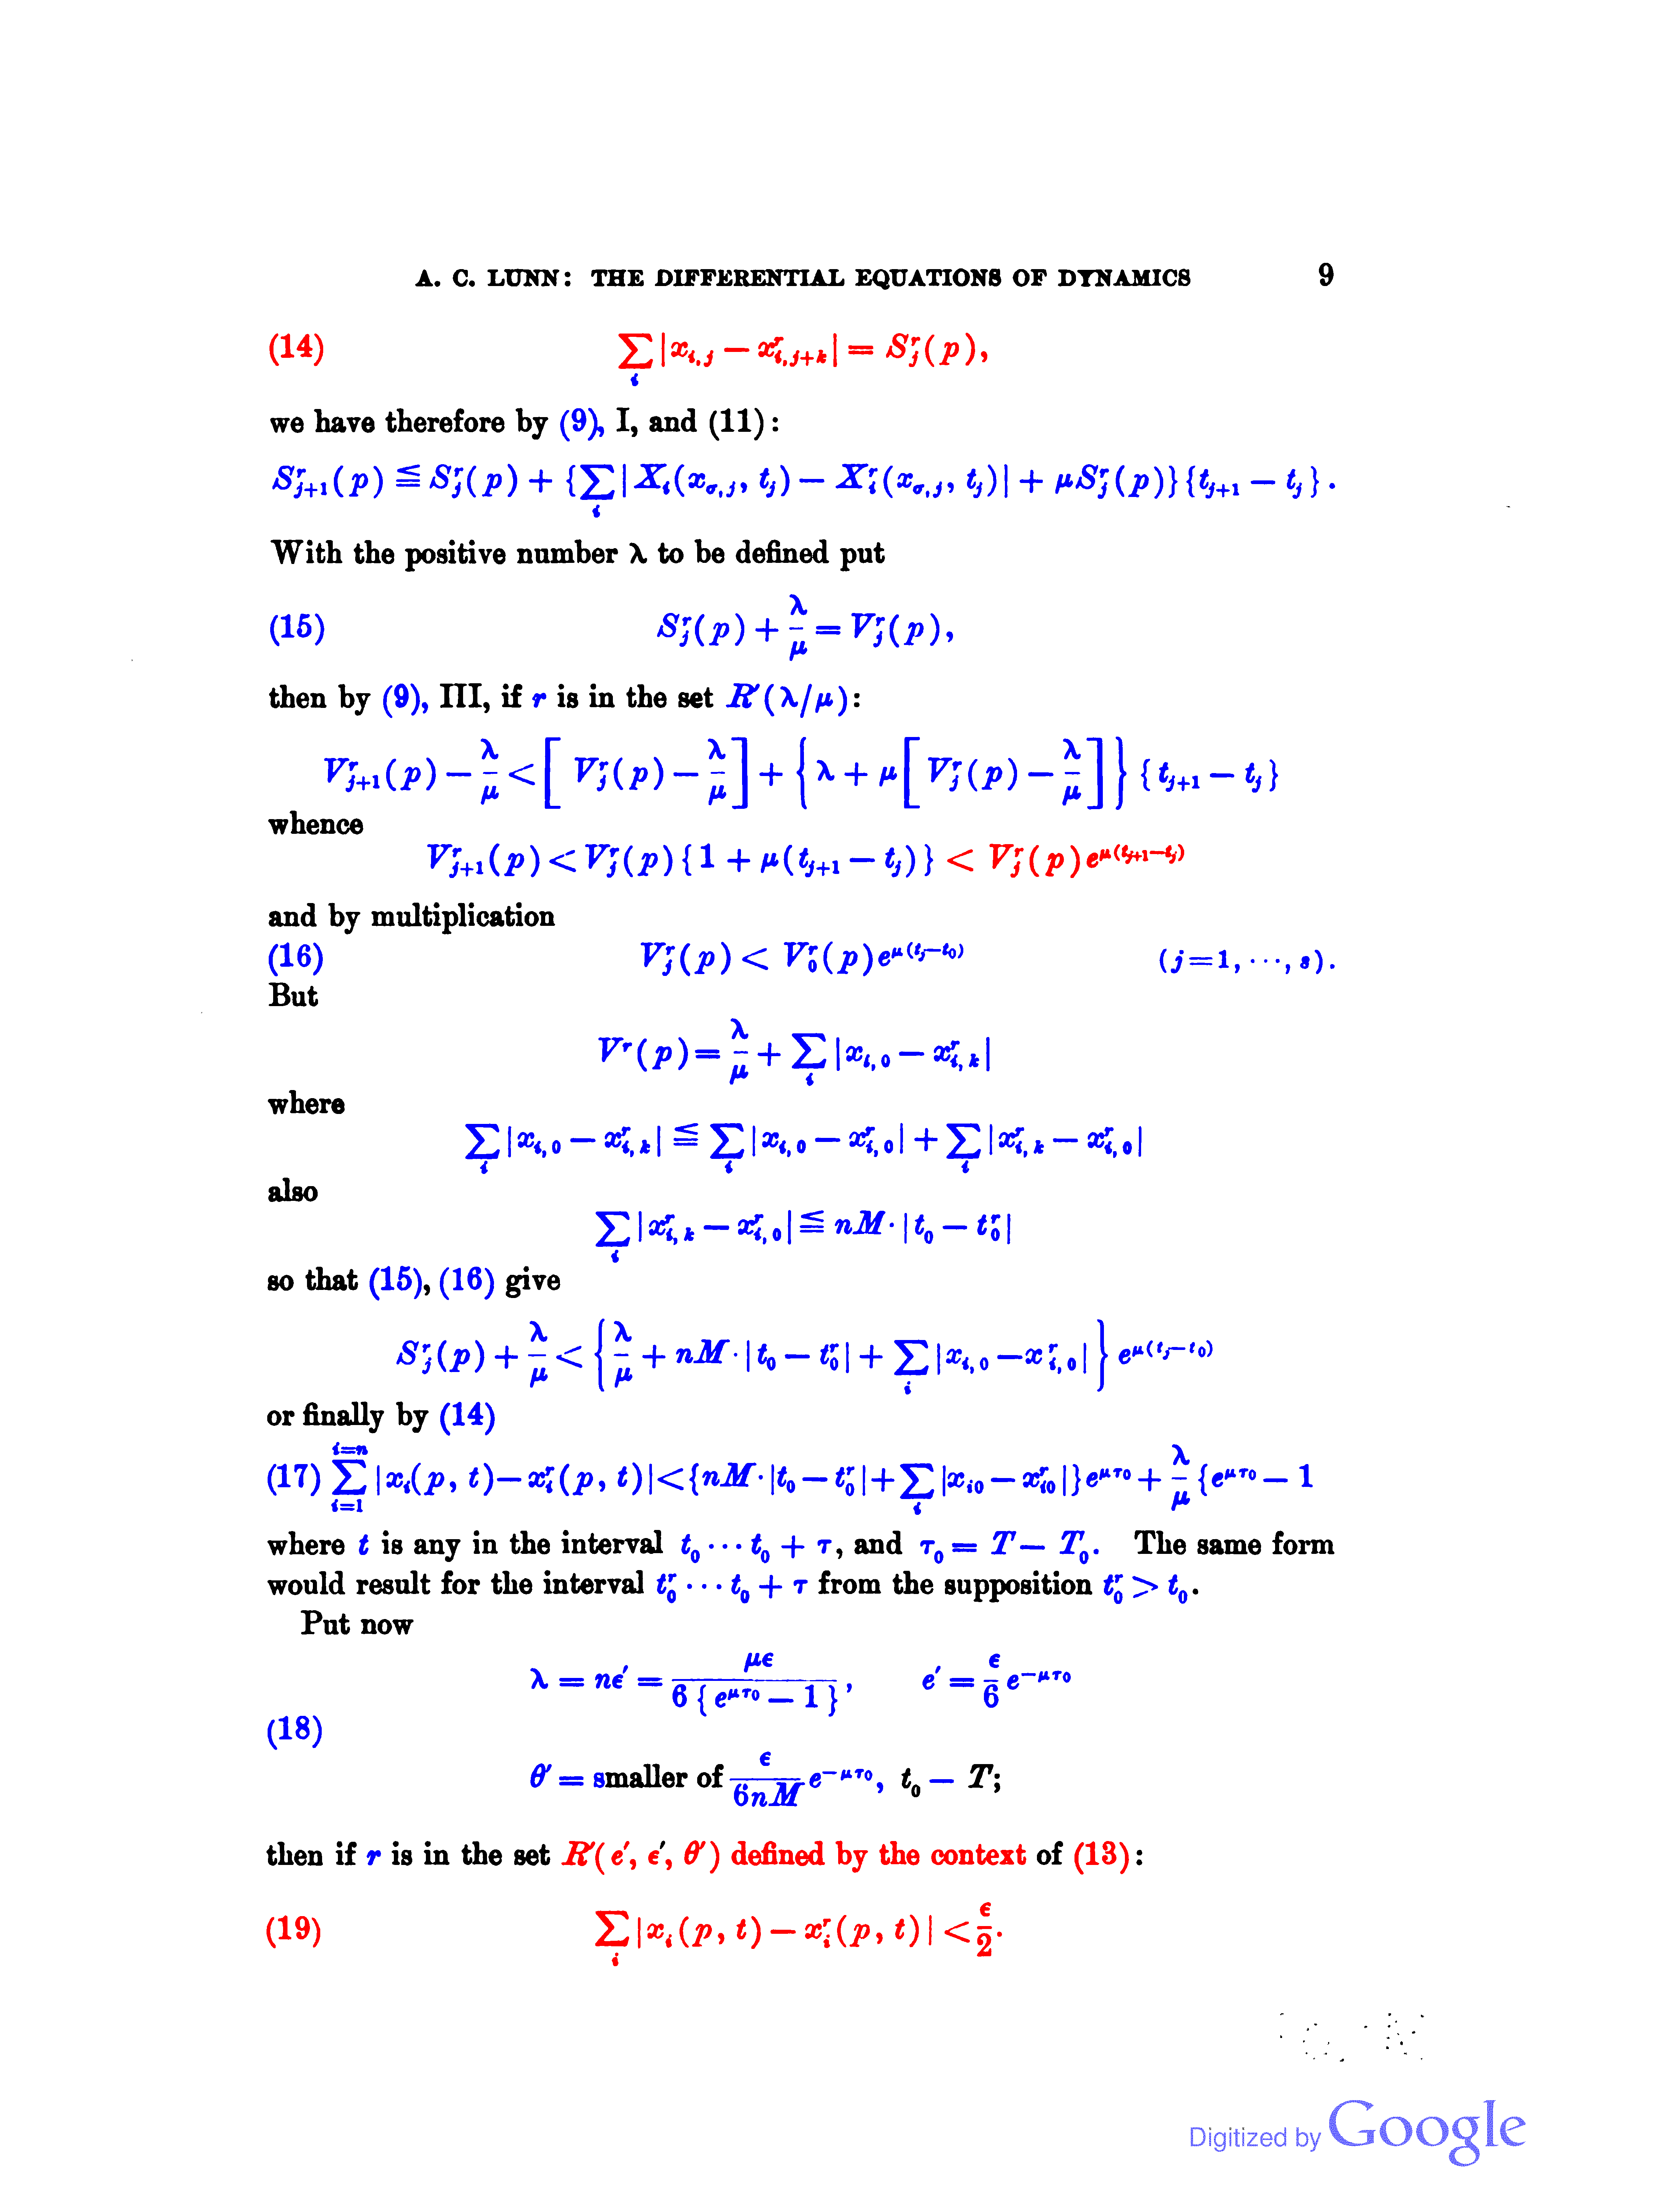 A. C. LUNN: THE DIFFERENTIAL EQUATIONS OF DYNAMICS 9
(14) $\sum_i |x_{i,j} - x^r_{i,j+k}| = S^r_j(p),$
we have therefore by (9), I, and (11):
$S^r_{j+1}(p) \leqq S^r_j(p) + \{\sum_i |X_i(x_{\sigma,j}, t_j) - X^r_i(x_{\sigma,j}, t_j)| + \mu S^r_j(p)\}\{t_{j+1} - t_j\}.$
With the positive number λ to be defined put
(15) $S^r_j(p) + \frac{\lambda}{\mu} = V^r_j(p),$
then by (9), III, if $r$ is in the set $R'(\lambda/\mu)$:
$V^r_{j+1}(p) - \frac{\lambda}{\mu} < \left[ V^r_j(p) - \frac{\lambda}{\mu} \right] + \left\{ \lambda + \mu \left[ V^r_j(p) - \frac{\lambda}{\mu} \right] \right\} \{t_{j+1} - t_j\}$
whence
$V^r_{j+1}(p) < V^r_j(p)\{1 + \mu(t_{j+1} - t_j)\} < V^r_j(p)e^{\mu(t_{j+1}-t_j)}$
and by multiplication
(16) $V^r_j(p) < V^r_0(p)e^{\mu(t_j-t_0)}$ $(j=1, \cdots, s).$
But
$V^r(p) = \frac{\lambda}{\mu} + \sum_i |x_{i,0} - x^r_{i,k}|$
where
$\sum_i |x_{i,0} - x^r_{i,k}| \leqq \sum_i |x_{i,0} - x^r_{i,0}| + \sum_i |x^r_{i,k} - x^r_{i,0}|$
also
$\sum_i |x^r_{i,k} - x^r_{i,0}| \leqq nM \cdot |t_0 - t^r_0|$
so that (15), (16) give
$S^r_j(p) + \frac{\lambda}{\mu} < \left\{ \frac{\lambda}{\mu} + nM \cdot |t_0 - t^r_0| + \sum_i |x_{i,0} - x^r_{i,0}| \right\} e^{\mu(t_j-t_0)}$
or finally by (14)
(17) $\sum_{i=1}^{i=n} |x_i(p, t) - x^r_i(p, t)| < \{nM \cdot |t_0 - t^r_0| + \sum_i |x_{i0} - x^r_{i0}|\}e^{\mu\tau_0} + \frac{\lambda}{\mu}\{e^{\mu\tau_0} - 1$
where $t$ is any in the interval $t_0 \cdots t_0 + \tau$, and $\tau_0 = T - T_0$. The same form
would result for the interval $t^r_0 \cdots t_0 + \tau$ from the supposition $t^r_0 > t_0$.
Put now
$\lambda = n\epsilon' = \frac{\mu\epsilon}{6\{e^{\mu\tau_0} - 1\}},$ $e' = \frac{\epsilon}{6}e^{-\mu\tau_0}$
(18)
$\theta' =$ smaller of $\frac{\epsilon}{6nM}e^{-\mu\tau_0},\ t_0 - T;$
then if $r$ is in the set $R'(e', \epsilon', \theta')$ defined by the context of (13):
(19) $\sum_i |x_i(p, t) - x^r_i(p, t)| < \frac{\epsilon}{2}.$
Digitized by Google